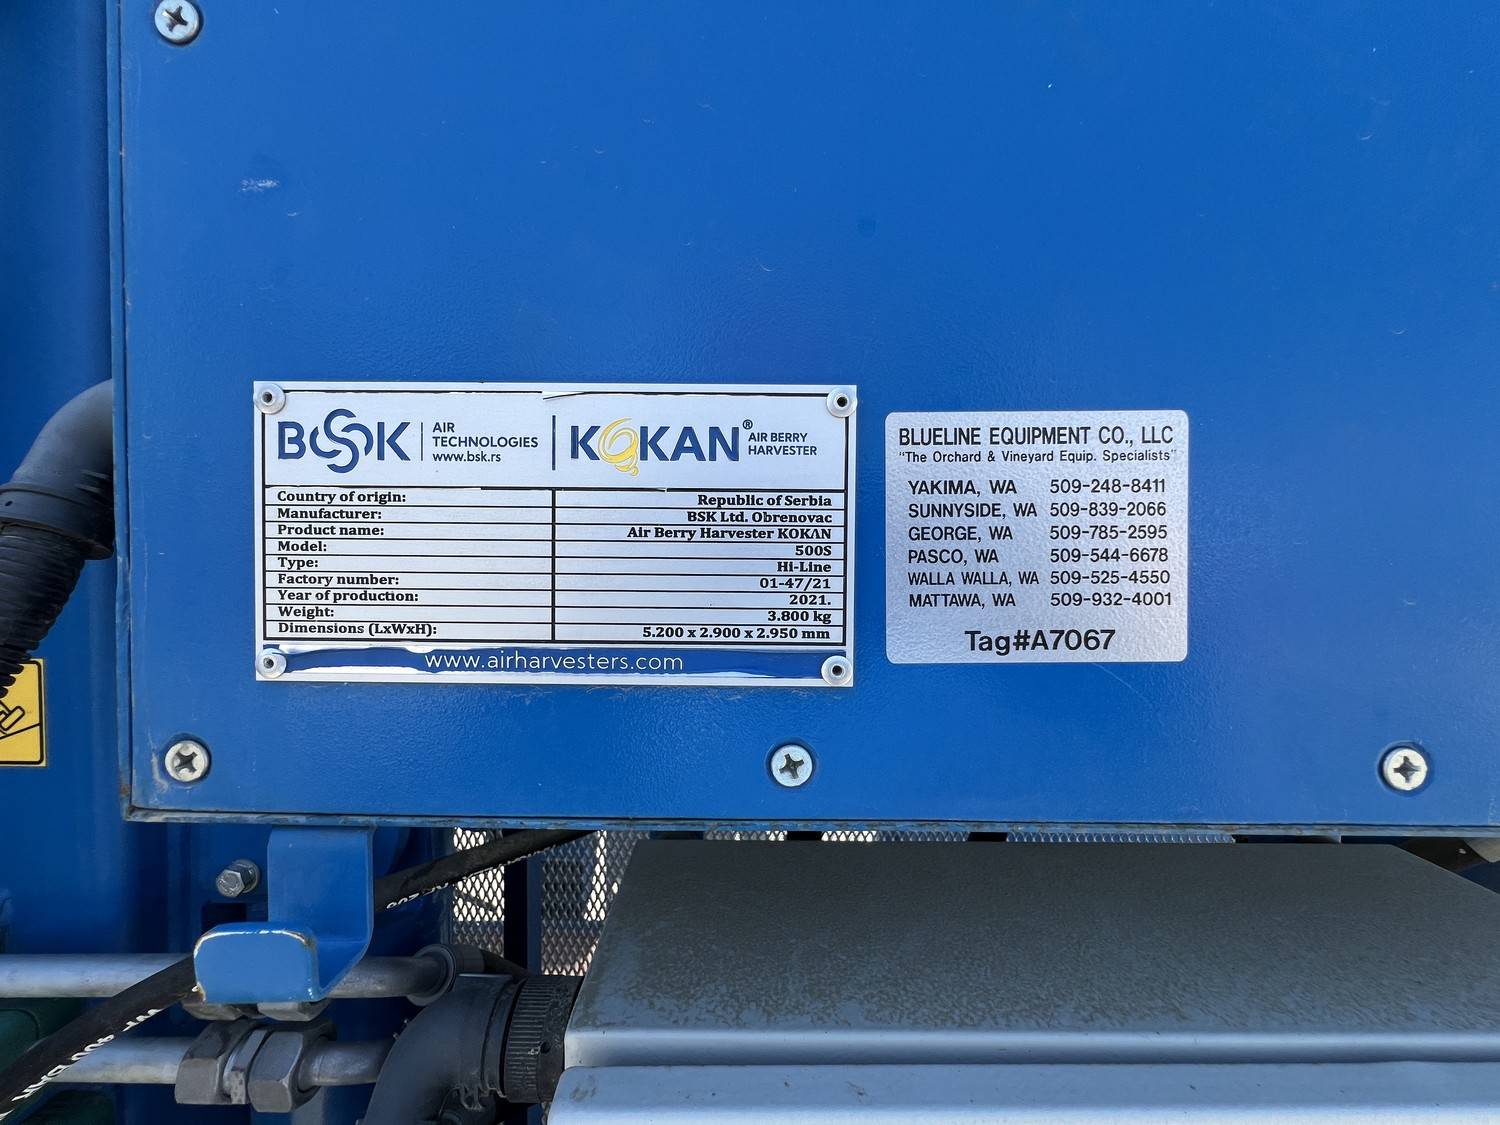 BSK
AIR
TECHNOLOGIES
www.bsk.rs
KOKAN®
AIR BERRY
HARVESTER
Country of origin: Republic of Serbia
Manufacturer: BSK Ltd. Obrenovac
Product name: Air Berry Harvester KOKAN
Model: 500S
Type: Hi-Line
Factory number: 01-47/21
Year of production: 2021.
Weight: 3.800 kg
Dimensions (LxWxH): 5.200 x 2.900 x 2.950 mm
www.airharvesters.com
BLUELINE EQUIPMENT CO., LLC
"The Orchard & Vineyard Equip. Specialists"
YAKIMA, WA 509-248-8411
SUNNYSIDE, WA 509-839-2066
GEORGE, WA 509-785-2595
PASCO, WA 509-544-6678
WALLA WALLA, WA 509-525-4550
MATTAWA, WA 509-932-4001
Tag#A7067